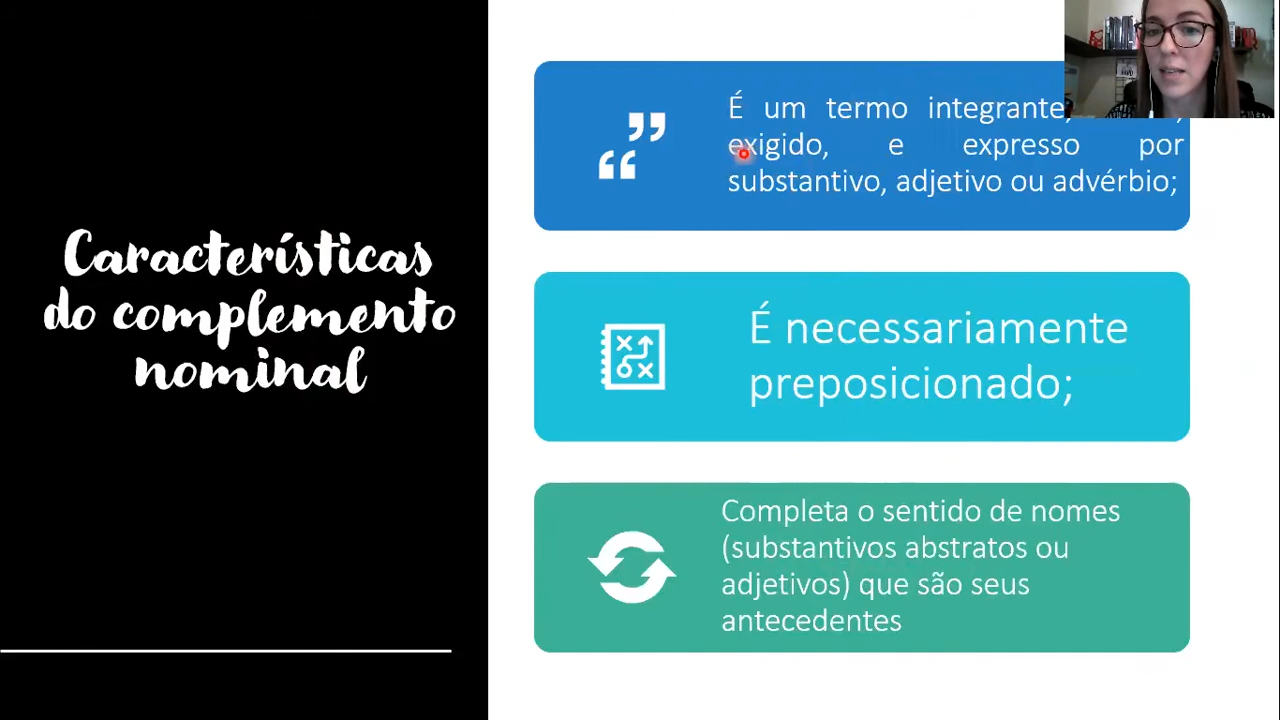 Características
do complemento
nominal
É um termo integrante,
exigido, e expresso por
substantivo, adjetivo ou advérbio;
É necessariamente
preposicionado;
Completa o sentido de nomes
(substantivos abstratos ou
adjetivos) que são seus
antecedentes